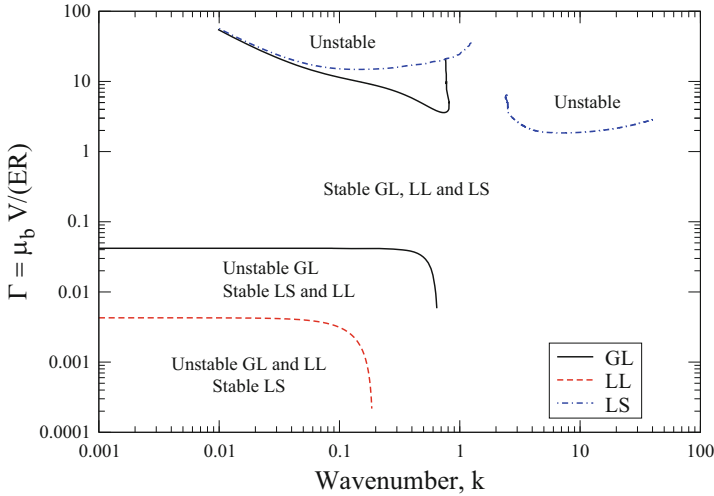 100
10
1
0.1
0.01
0.001
0.0001
Γ = μb V/(ER)
Unstable
Unstable
Stable GL, LL and LS
Unstable GL
Stable LS and LL
Unstable GL and LL
Stable LS
GL
LL
LS
0.001
0.01
0.1
1
10
100
Wavenumber, k